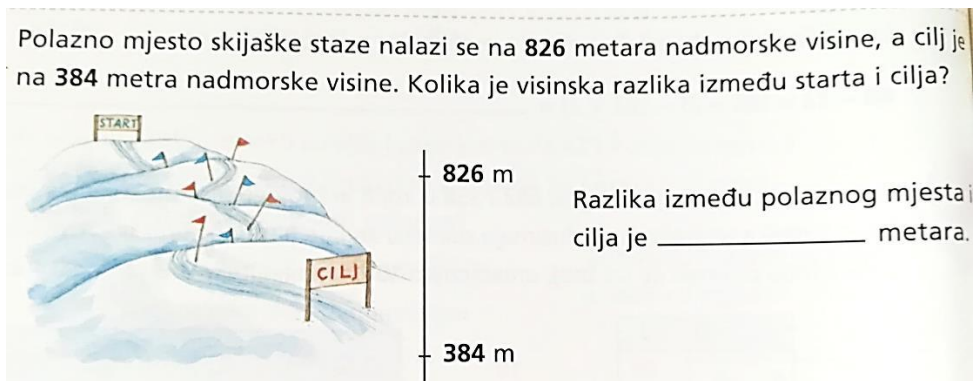 Polazno mjesto skijaške staze nalazi se na 826 metara nadmorske visine, a cilj je
na 384 metra nadmorske visine. Kolika je visinska razlika između starta i cilja?
START
CILJ
826 m
384 m
Razlika između polaznog mjesta i
cilja je ____________ metara.